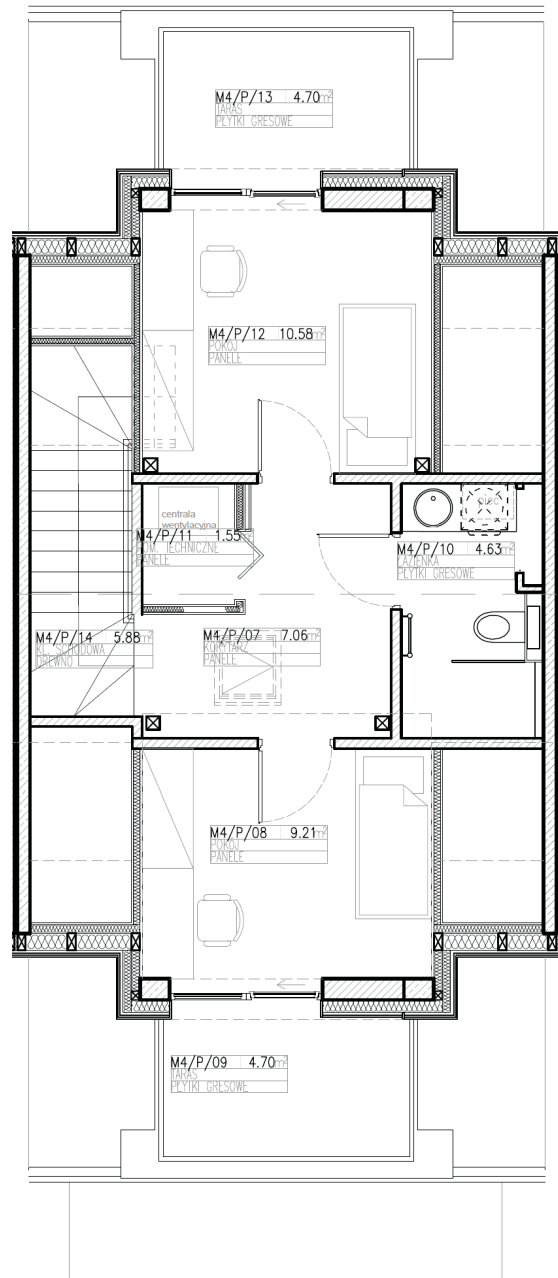 M4/P/13 4.70m²
TARAS
PŁYTKI GRESOWE
M4/P/12 10.58m²
POKÓJ
PANELE
centrala
wentylacyjna
piec
M4/P/11 1.55m²
POM. TECHNICZNE
PANELE
M4/P/10 4.63m²
ŁAZIENKA
PŁYTKI GRESOWE
M4/P/14 5.88m²
KL. SCHODOWA
DREWNO
M4/P/07 7.06m²
KORYTARZ
PANELE
M4/P/08 9.21m²
POKÓJ
PANELE
M4/P/09 4.70m²
TARAS
PŁYTKI GRESOWE